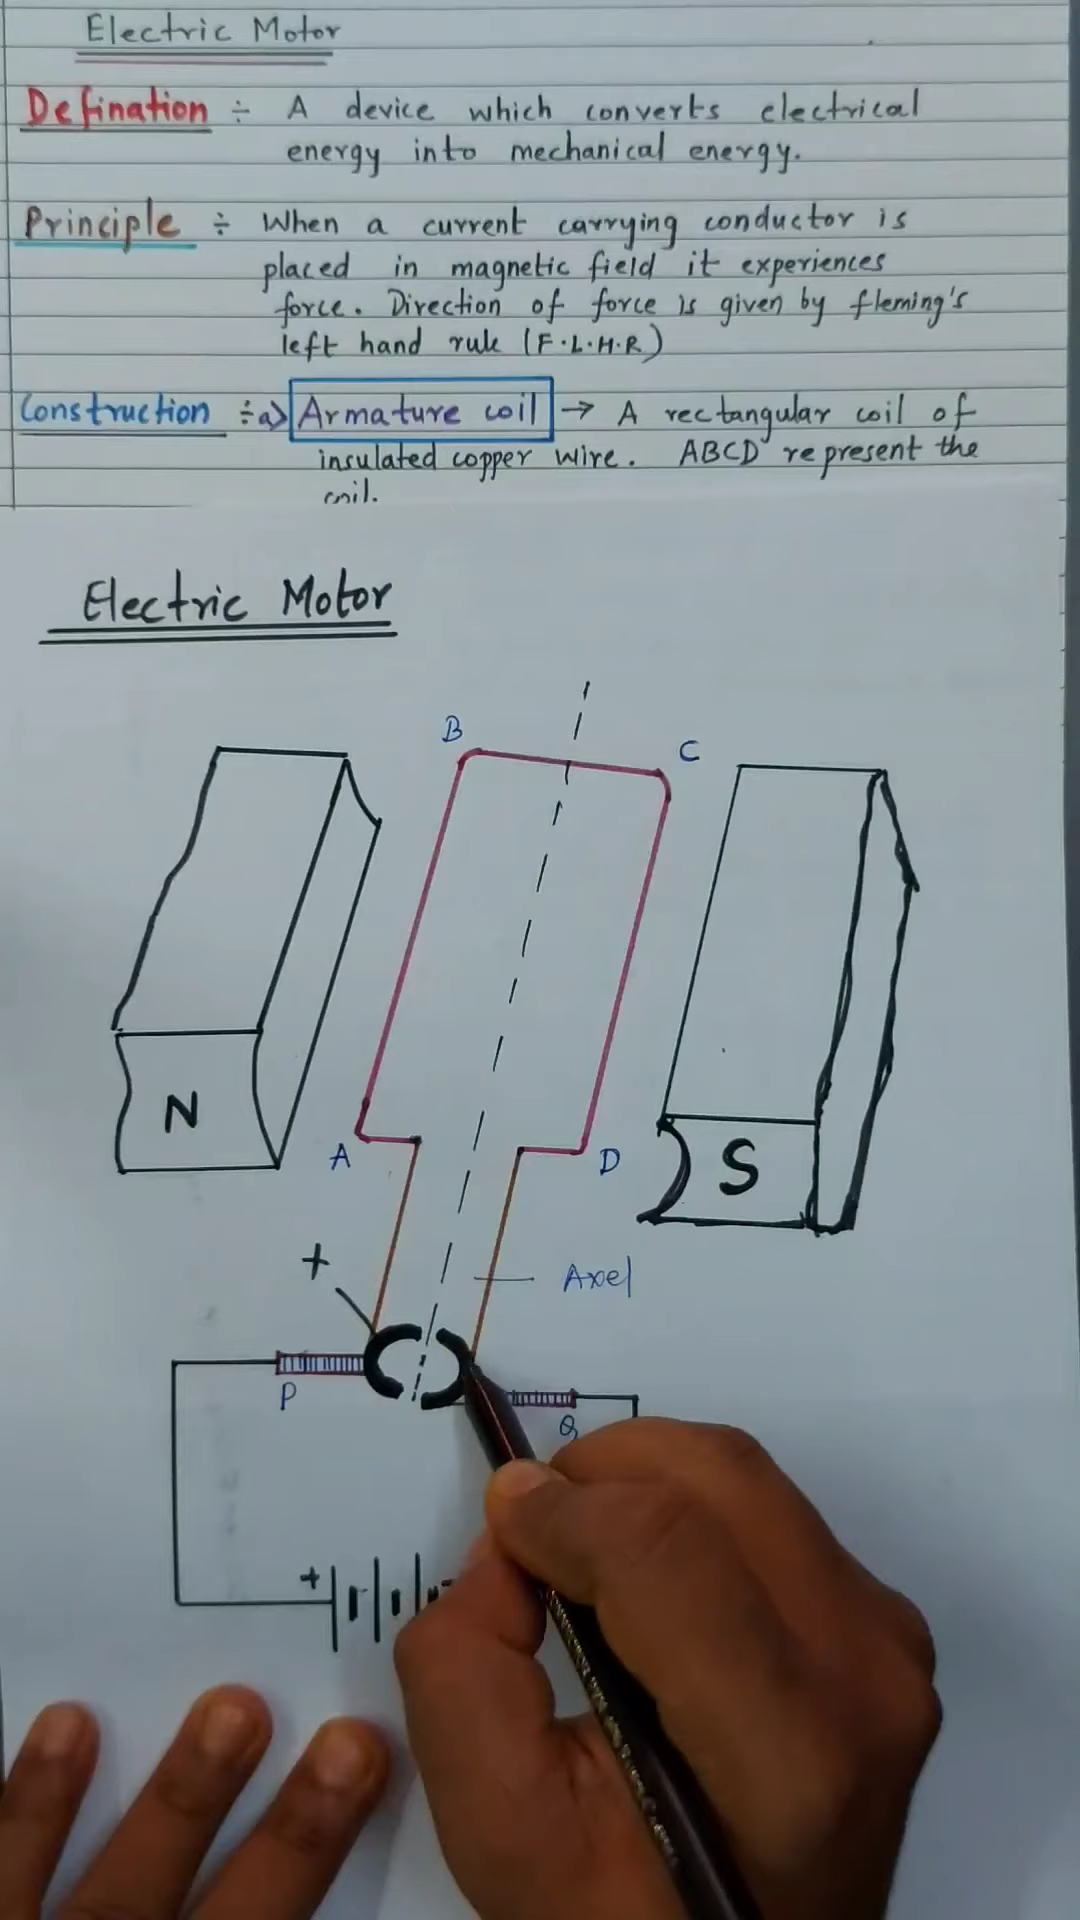 Electric Motor
Defination ÷ A device which converts electrical
energy into mechanical energy.
Principle ÷ When a current carrying conductor is
placed in magnetic field it experiences
force. Direction of force is given by fleming's
left hand rule (F.L.H.R)
Construction ÷ a) Armature coil → A rectangular coil of
insulated copper wire. ABCD represent the
coil.
Electric Motor
B
C
N
A
D
S
+
Axel
P
Q
+
-